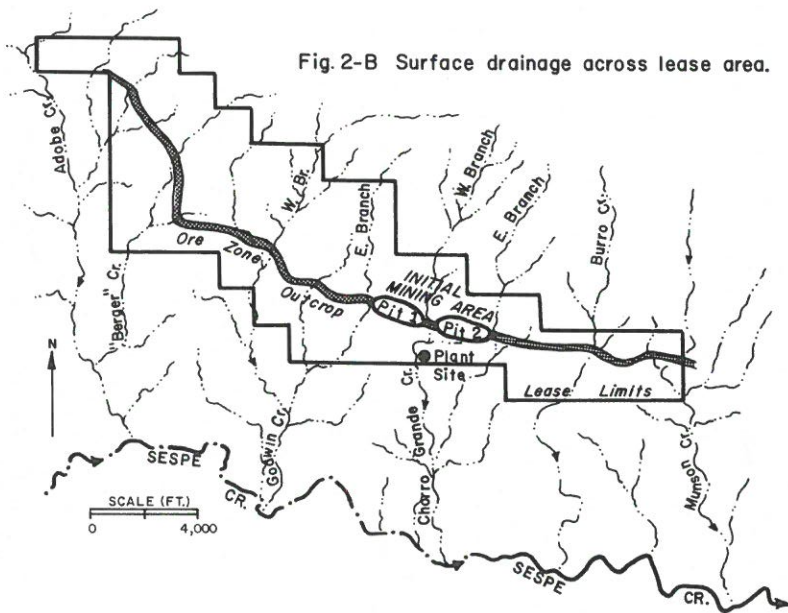 Fig. 2-B Surface drainage across lease area.
Adobe Cr.
"Berger" Cr.
W. Br.
E. Branch
W. Branch
E. Branch
Burro Cr.
Ore Zone
Outcrop
INITIAL
MINING AREA
Pit 1
Pit 2
Plant
Site
Lease Limits
N
Godwin Cr.
Chorro Grande Cr.
Munson Cr.
SESPE
CR.
SCALE (FT.)
0 4,000
SESPE
CR.